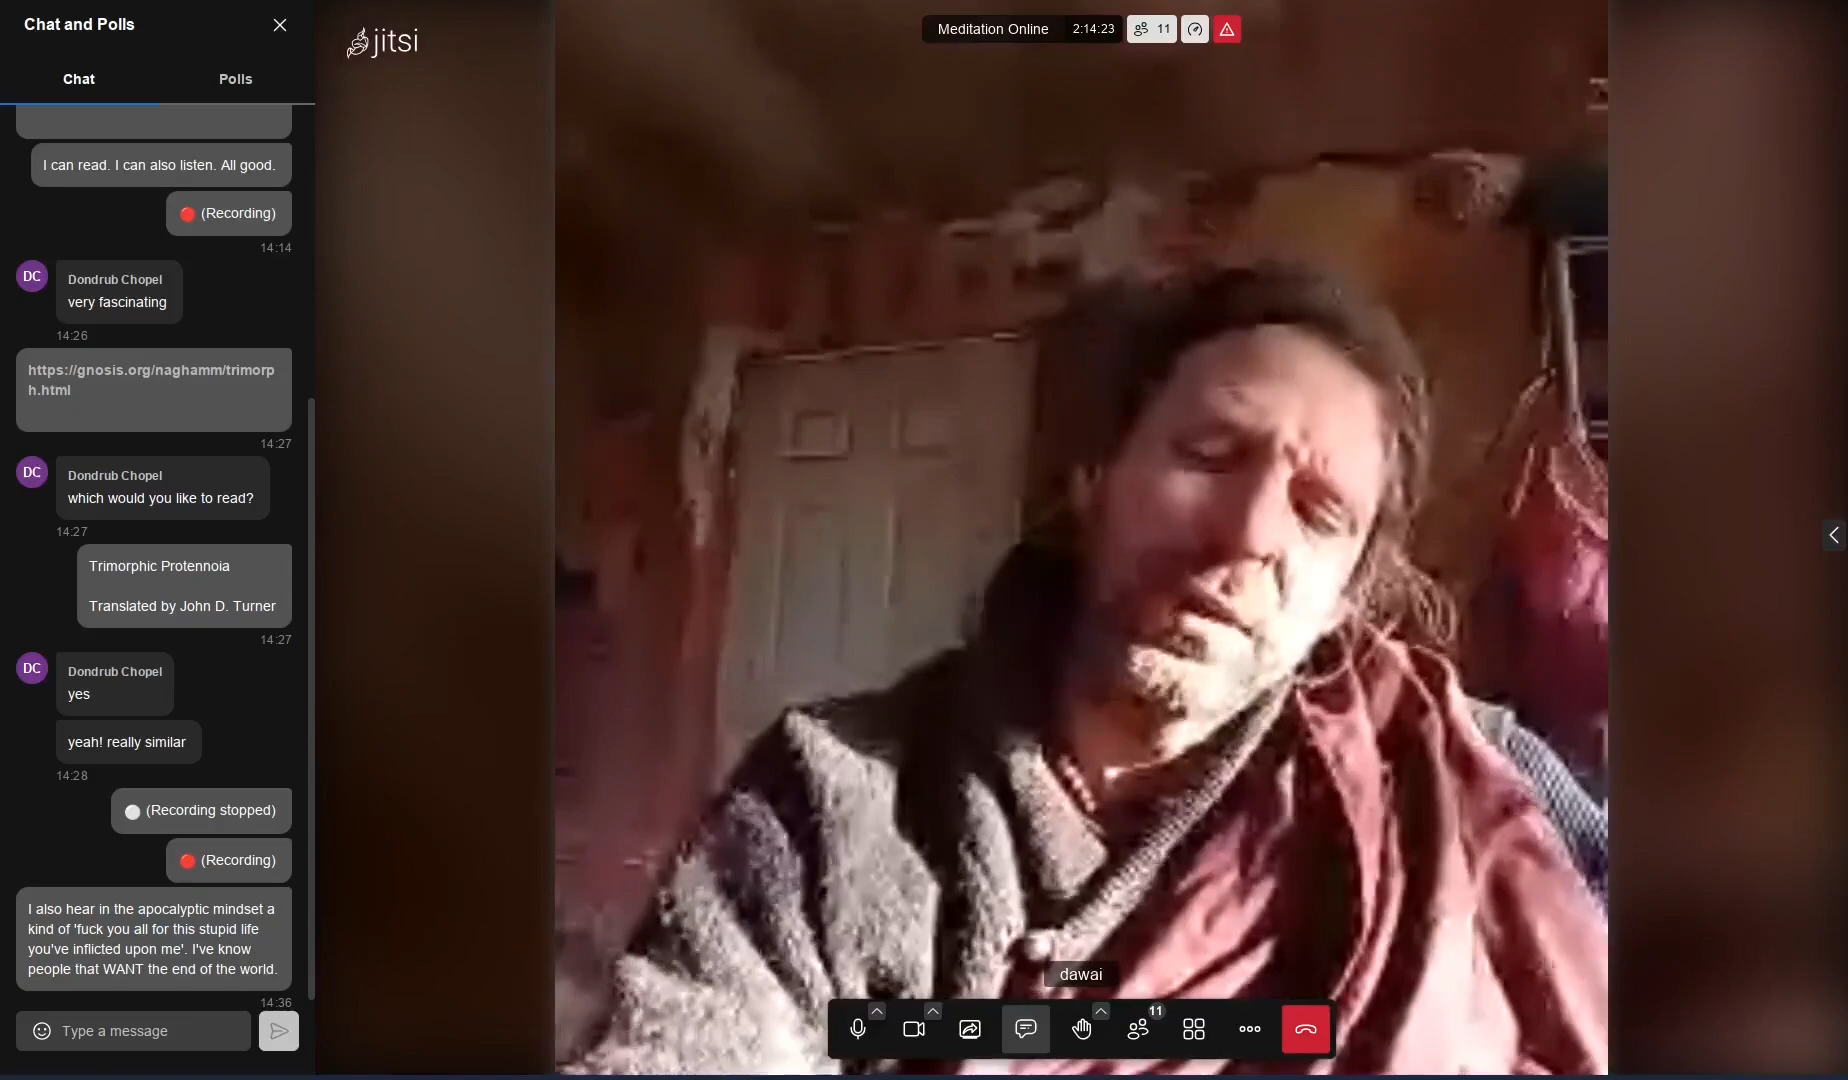 Chat and Polls
Chat
Polls
I can read. I can also listen. All good.
🔴 (Recording)
14:14
DC
Dondrub Chopel
very fascinating
14:26
https://gnosis.org/naghamm/trimorp
h.html
14:27
DC
Dondrub Chopel
which would you like to read?
14:27
Trimorphic Protennoia
Translated by John D. Turner
14:27
DC
Dondrub Chopel
yes
yeah! really similar
14:28
⚪ (Recording stopped)
🔴 (Recording)
I also hear in the apocalyptic mindset a
kind of 'fuck you all for this stupid life
you've inflicted upon me'. I've know
people that WANT the end of the world.
14:36
Type a message
jitsi
Meditation Online
2:14:23
11
dawai
11